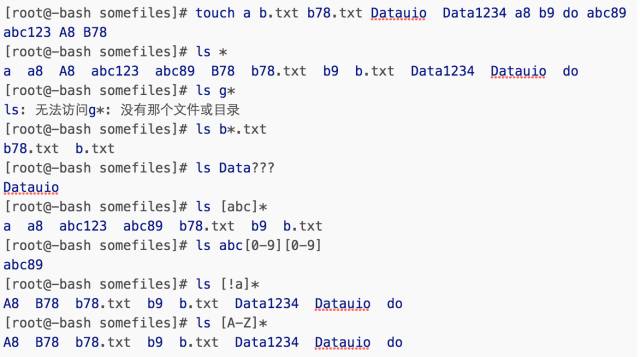 [root@-bash somefiles]# touch a b.txt b78.txt Datauio  Data1234 a8 b9 do abc89
abc123 A8 B78
[root@-bash somefiles]# ls *
a  a8  A8  abc123  abc89  B78  b78.txt  b9  b.txt  Data1234  Datauio  do
[root@-bash somefiles]# ls g*
ls: 无法访问g*: 没有那个文件或目录
[root@-bash somefiles]# ls b*.txt
b78.txt  b.txt
[root@-bash somefiles]# ls Data???
Datauio
[root@-bash somefiles]# ls [abc]*
a  a8  abc123  abc89  b78.txt  b9  b.txt
[root@-bash somefiles]# ls abc[0-9][0-9]
abc89
[root@-bash somefiles]# ls [!a]*
A8  B78  b78.txt  b9  b.txt  Data1234  Datauio  do
[root@-bash somefiles]# ls [A-Z]*
A8  B78  b78.txt  b9  b.txt  Data1234  Datauio  do